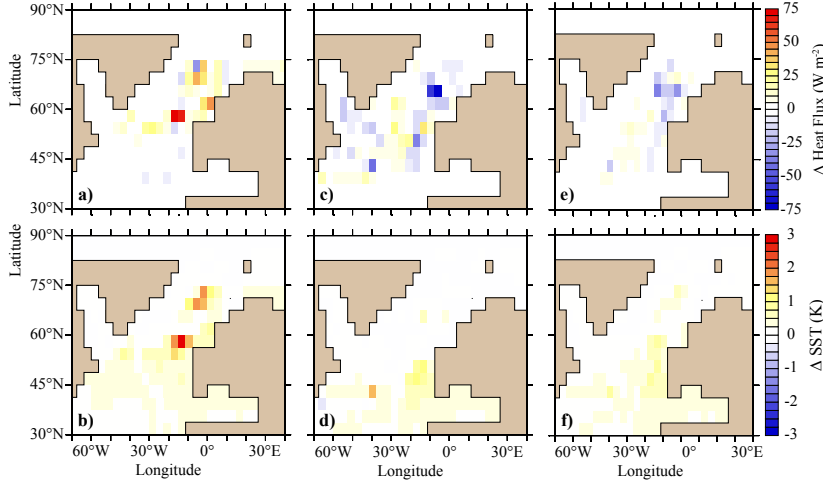 90°N
75°N
60°N
45°N
30°N
Latitude
a)
c)
e)
75
50
25
0
-25
-50
-75
Δ Heat Flux (W m⁻²)
90°N
75°N
60°N
45°N
30°N
Latitude
b)
d)
f)
3
2
1
0
-1
-2
-3
Δ SST (K)
60°W 30°W 0° 30°E
60°W 30°W 0° 30°E
60°W 30°W 0° 30°E
Longitude
Longitude
Longitude